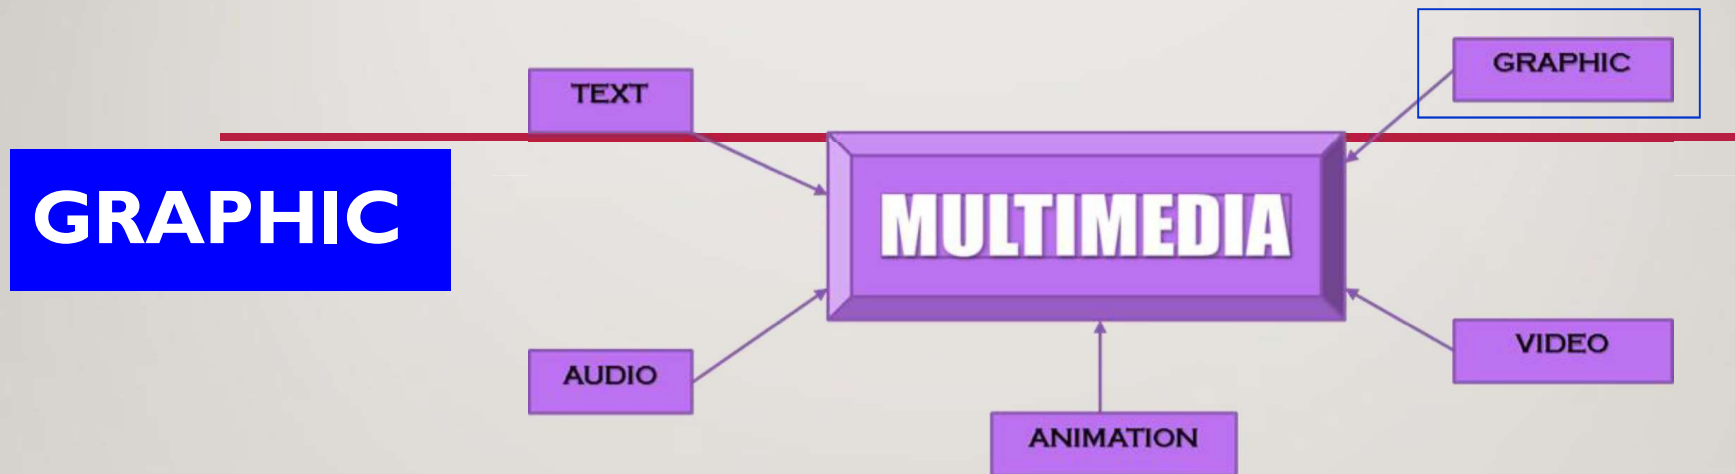 GRAPHIC
TEXT
GRAPHIC
MULTIMEDIA
AUDIO
VIDEO
ANIMATION